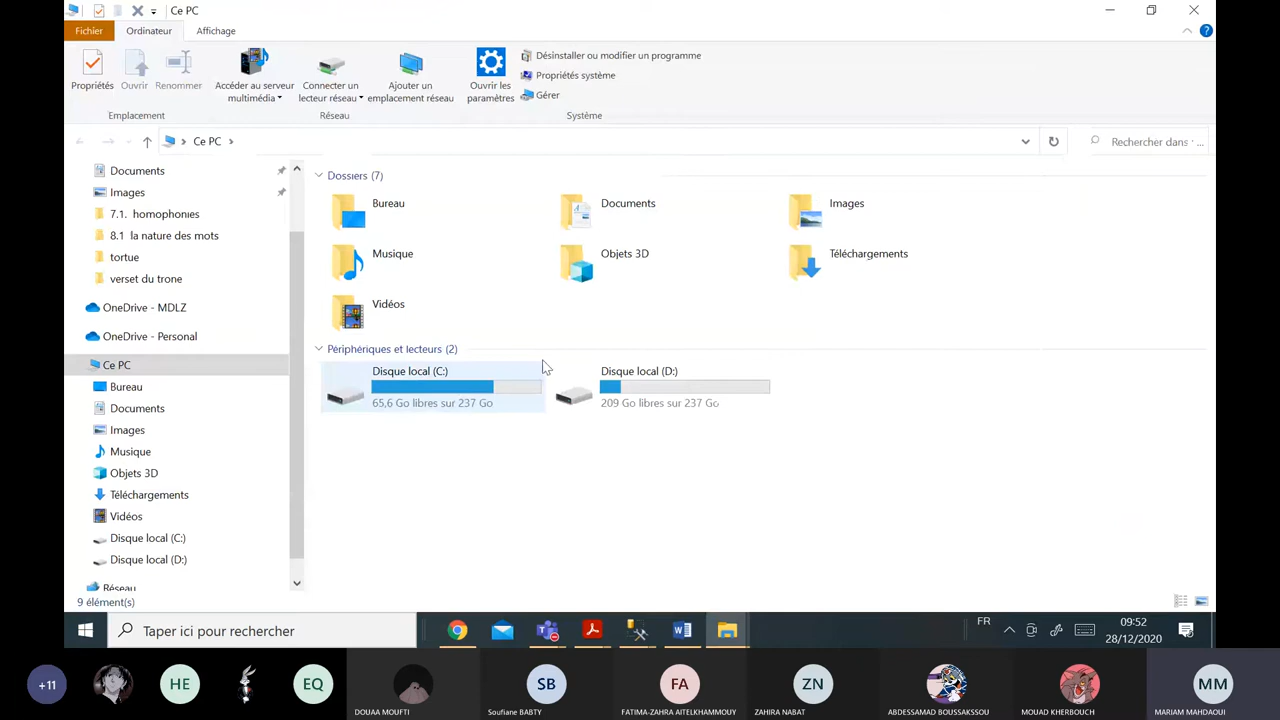 Ce PC
Fichier
Ordinateur
Affichage
Propriétés
Ouvrir
Renommer
Accéder au serveur
multimédia
Connecter un
lecteur réseau
Ajouter un
emplacement réseau
Ouvrir les
paramètres
Désinstaller ou modifier un programme
Propriétés système
Gérer
Emplacement
Réseau
Système
Ce PC
Rechercher dans · ...
Documents
Images
7.1. homophonies
8.1 la nature des mots
tortue
verset du trone
OneDrive - MDLZ
OneDrive - Personal
Ce PC
Bureau
Documents
Images
Musique
Objets 3D
Téléchargements
Vidéos
Disque local (C:)
Disque local (D:)
Réseau
Dossiers (7)
Bureau
Documents
Images
Musique
Objets 3D
Téléchargements
Vidéos
Périphériques et lecteurs (2)
Disque local (C:)
65,6 Go libres sur 237 Go
Disque local (D:)
209 Go libres sur 237 Go
9 élément(s)
Taper ici pour rechercher
FR
09:52
28/12/2020
+11
HE
EQ
DOUAA MOUFTI
SB
Soufiane BABTY
FA
FATIMA-ZAHRA AITELKHAMMOUY
ZN
ZAHIRA NABAT
ABDESSAMAD BOUSSAKSSOU
MOUAD KHERBOUCH
MM
MARIAM MAHDAOUI